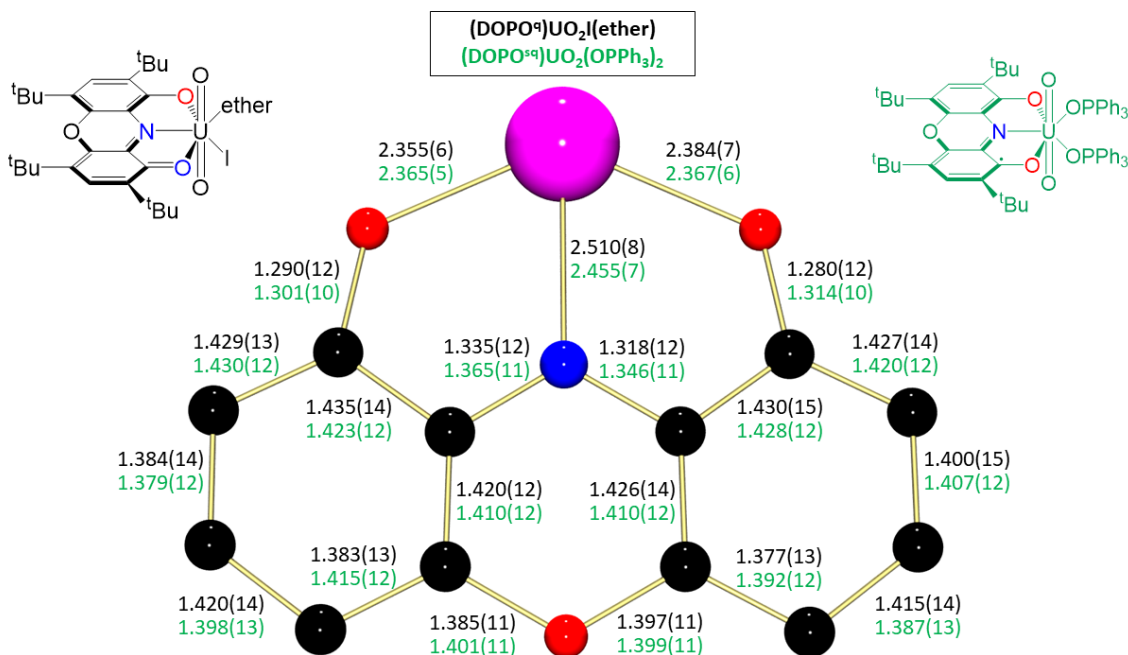 (DOPO^q)UO₂I(ether)
(DOPO^sq)UO₂(OPPh₃)₂
ᵗBu
O
ᵗBu
O
ether
O
N
U
I
O
O
ᵗBu
ᵗBu
ᵗBu
O
ᵗBu
O
OPPh₃
O
N
U
OPPh₃
O
O
ᵗBu
ᵗBu
2.355(6)
2.365(5)
2.384(7)
2.367(6)
2.510(8)
2.455(7)
1.290(12)
1.301(10)
1.280(12)
1.314(10)
1.429(13)
1.430(12)
1.335(12)
1.365(11)
1.318(12)
1.346(11)
1.427(14)
1.420(12)
1.435(14)
1.423(12)
1.430(15)
1.428(12)
1.384(14)
1.379(12)
1.400(15)
1.407(12)
1.420(12)
1.410(12)
1.426(14)
1.410(12)
1.383(13)
1.415(12)
1.377(13)
1.392(12)
1.420(14)
1.398(13)
1.385(11)
1.401(11)
1.397(11)
1.399(11)
1.415(14)
1.387(13)